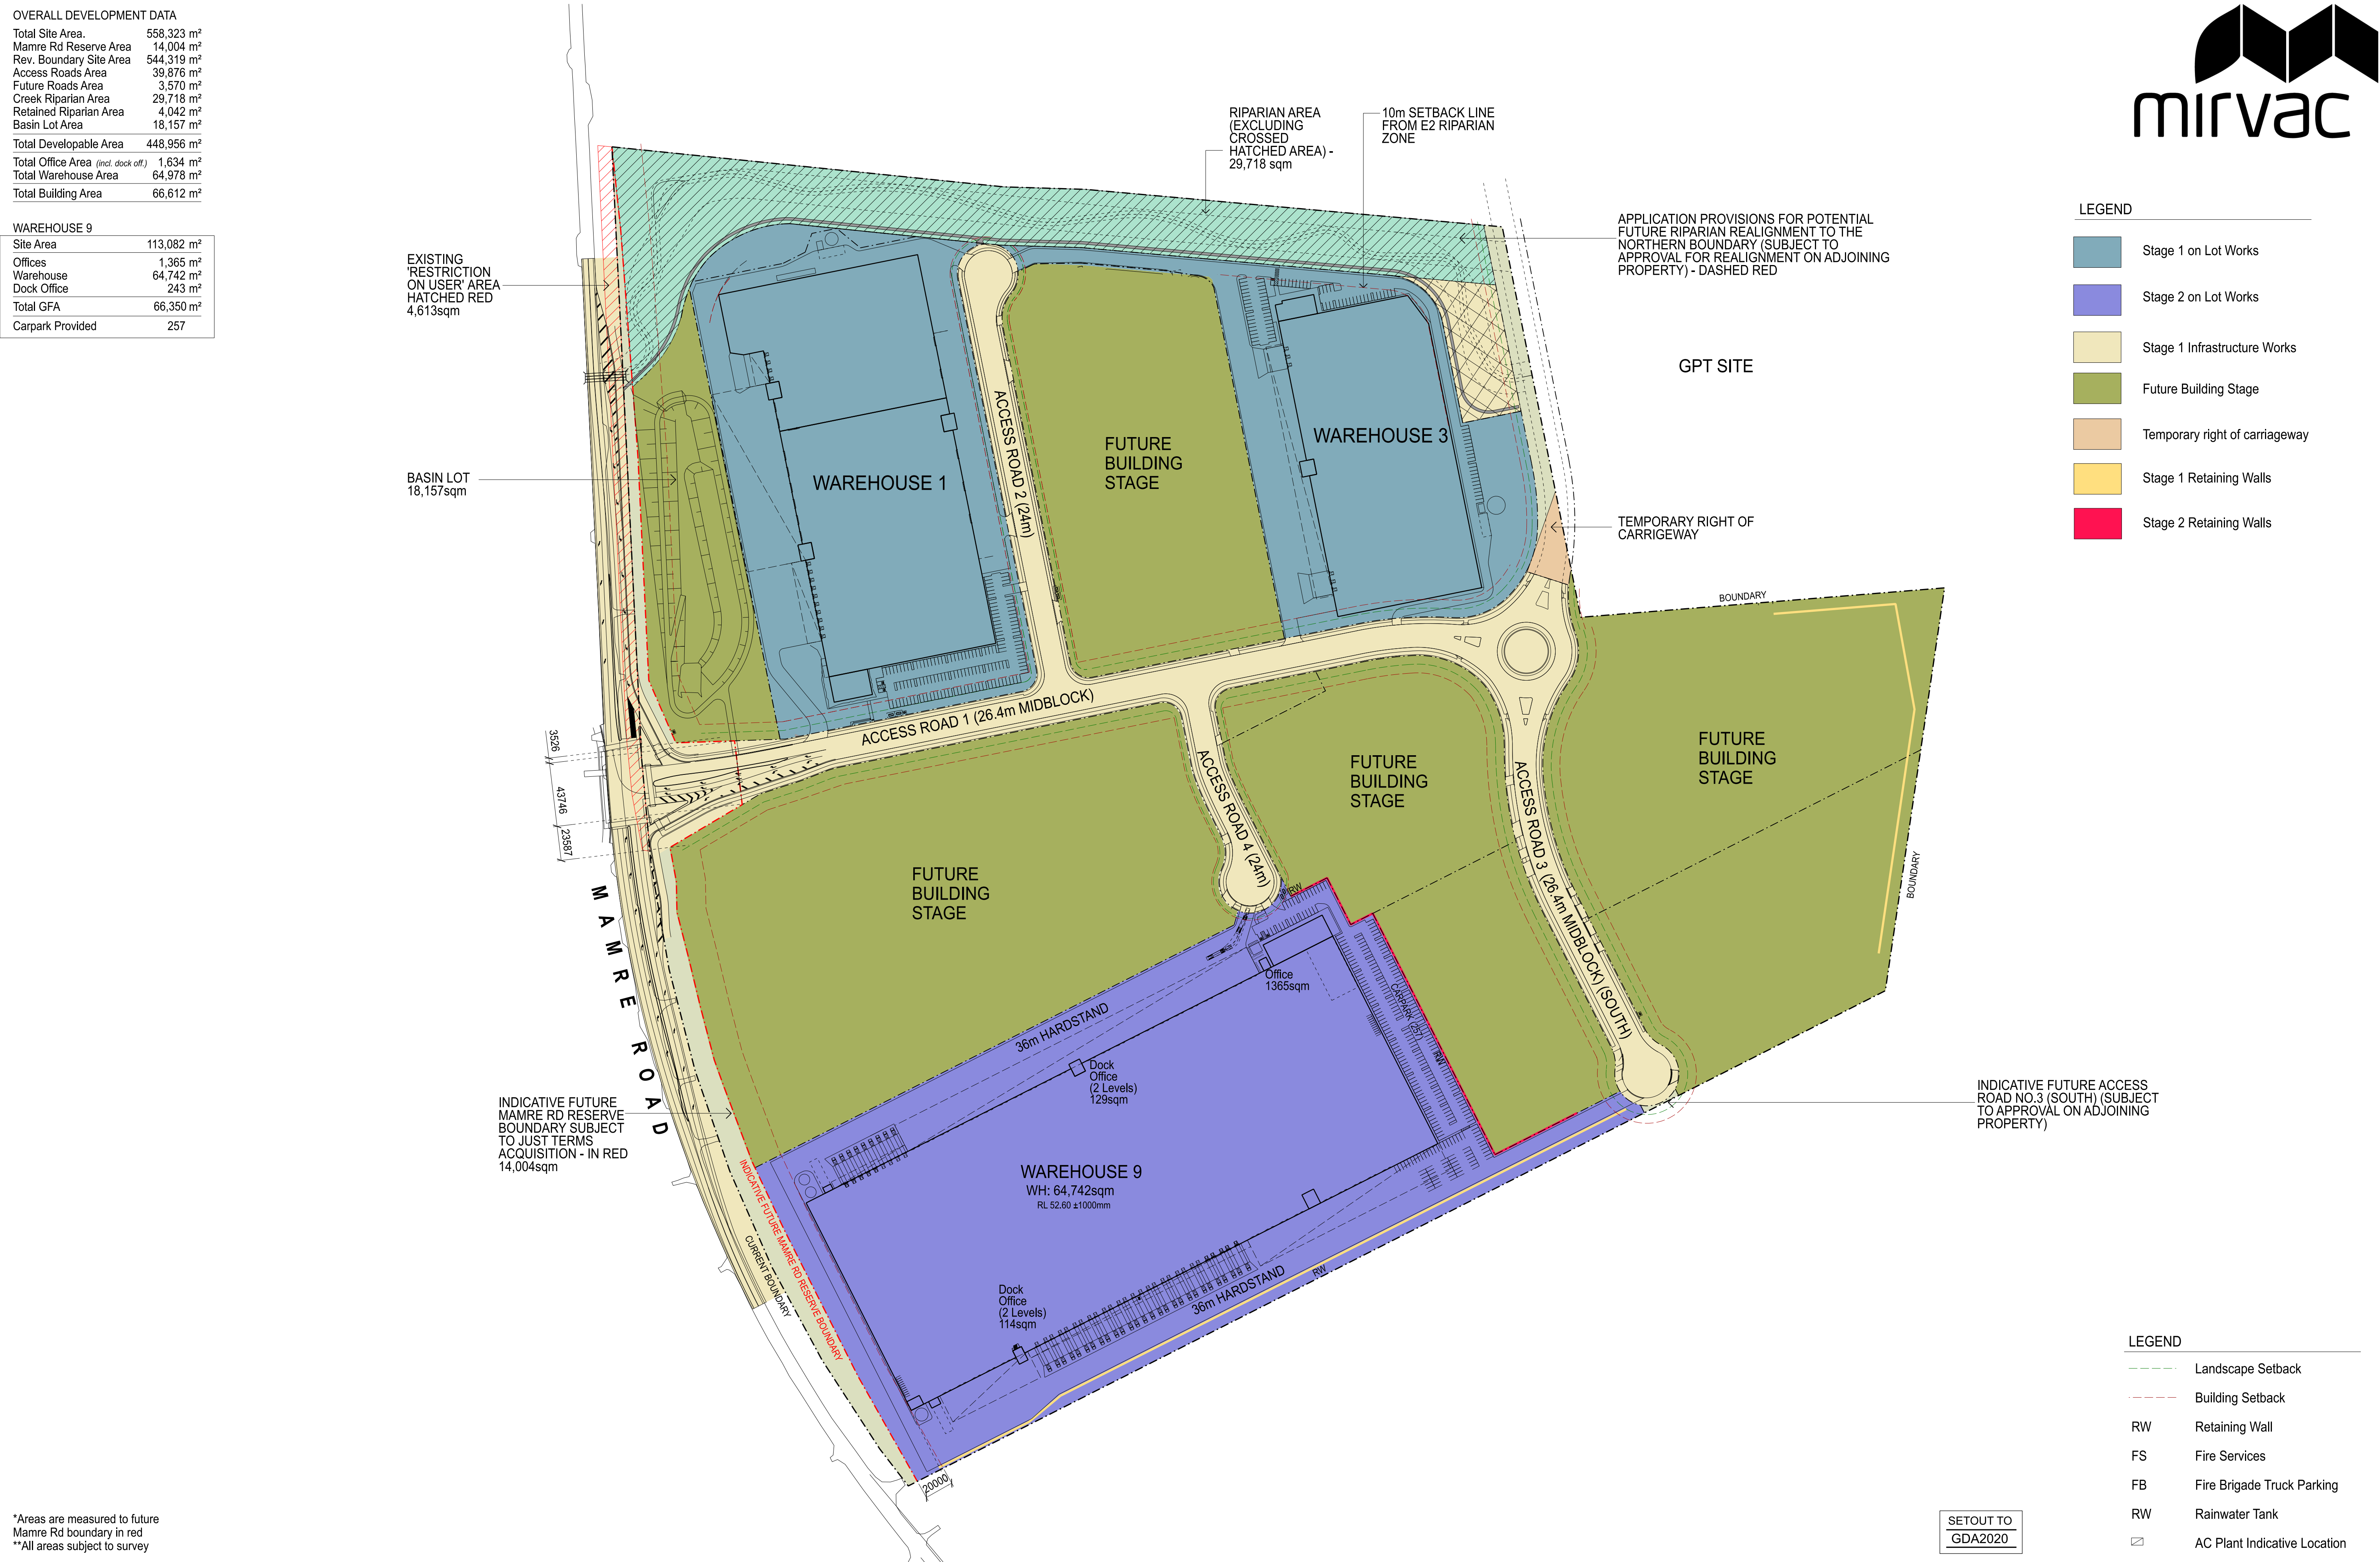 OVERALL DEVELOPMENT DATA
Total Site Area. 558,323 m²
Mamre Rd Reserve Area 14,004 m²
Rev. Boundary Site Area 544,319 m²
Access Roads Area 39,876 m²
Future Roads Area 3,570 m²
Creek Riparian Area 29,718 m²
Retained Riparian Area 4,042 m²
Basin Lot Area 18,157 m²
Total Developable Area 448,956 m²
Total Office Area (incl. dock off.) 1,634 m²
Total Warehouse Area 64,978 m²
Total Building Area 66,612 m²
WAREHOUSE 9
Site Area 113,082 m²
Offices 1,365 m²
Warehouse 64,742 m²
Dock Office 243 m²
Total GFA 66,350 m²
Carpark Provided 257
mirvac
RIPARIAN AREA
(EXCLUDING
CROSSED
HATCHED AREA) -
29,718 sqm
10m SETBACK LINE
FROM E2 RIPARIAN
ZONE
APPLICATION PROVISIONS FOR POTENTIAL
FUTURE RIPARIAN REALIGNMENT TO THE
NORTHERN BOUNDARY (SUBJECT TO
APPROVAL FOR REALIGNMENT ON ADJOINING
PROPERTY) - DASHED RED
EXISTING
'RESTRICTION
ON USER' AREA
HATCHED RED
4,613sqm
BASIN LOT
18,157sqm
GPT SITE
WAREHOUSE 1
ACCESS ROAD 2 (24m)
FUTURE
BUILDING
STAGE
WAREHOUSE 3
TEMPORARY RIGHT OF
CARRIGEWAY
BOUNDARY
LEGEND
Stage 1 on Lot Works
Stage 2 on Lot Works
Stage 1 Infrastructure Works
Future Building Stage
Temporary right of carriageway
Stage 1 Retaining Walls
Stage 2 Retaining Walls
ACCESS ROAD 1 (26.4m MIDBLOCK)
3526
43746
23587
ACCESS ROAD 4 (24m)
FUTURE
BUILDING
STAGE
FUTURE
BUILDING
STAGE
ACCESS ROAD 3 (26.4m MIDBLOCK) (SOUTH)
BOUNDARY
FUTURE
BUILDING
STAGE
MAMRE ROAD
RW
Office
1365sqm
CARPARK (257)
RW
36m HARDSTAND
Dock
Office
(2 Levels)
129sqm
INDICATIVE FUTURE
MAMRE RD RESERVE
BOUNDARY SUBJECT
TO JUST TERMS
ACQUISITION - IN RED
14,004sqm
INDICATIVE FUTURE ACCESS
ROAD NO.3 (SOUTH) (SUBJECT
TO APPROVAL ON ADJOINING
PROPERTY)
WAREHOUSE 9
WH: 64,742sqm
RL 52.60 ±1000mm
INDICATIVE FUTURE MAMRE RD RESERVE BOUNDARY
CURRENT BOUNDARY
Dock
Office
(2 Levels)
114sqm
36m HARDSTAND
RW
20000
LEGEND
Landscape Setback
Building Setback
RW Retaining Wall
FS Fire Services
FB Fire Brigade Truck Parking
RW Rainwater Tank
AC Plant Indicative Location
SETOUT TO
GDA2020
*Areas are measured to future
Mamre Rd boundary in red
**All areas subject to survey